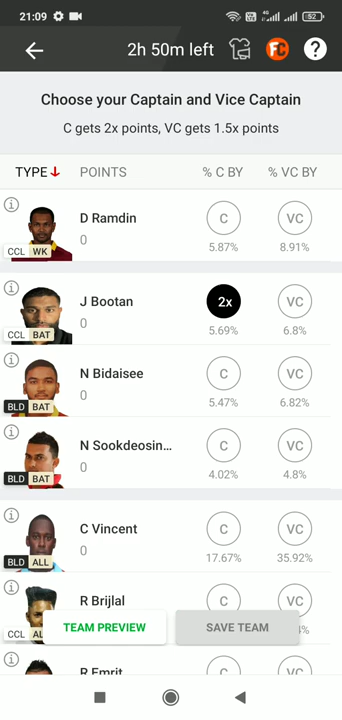 21:09
4G
52
2h 50m left
FC
?
Choose your Captain and Vice Captain
C gets 2x points, VC gets 1.5x points
TYPE POINTS % C BY % VC BY
i
D Ramdin
0
C
VC
CCL WK
5.87% 8.91%
i
J Bootan
0
2x
VC
CCL BAT
5.69% 6.8%
i
N Bidaisee
0
C
VC
BLD BAT
5.47% 6.82%
i
N Sookdeosin...
0
C
VC
BLD BAT
4.02% 4.8%
i
C Vincent
0
C
VC
BLD ALL
17.67% 35.92%
i
R Brijlal
C
VC
CCL
TEAM PREVIEW SAVE TEAM
i
R Emrit
C
VC